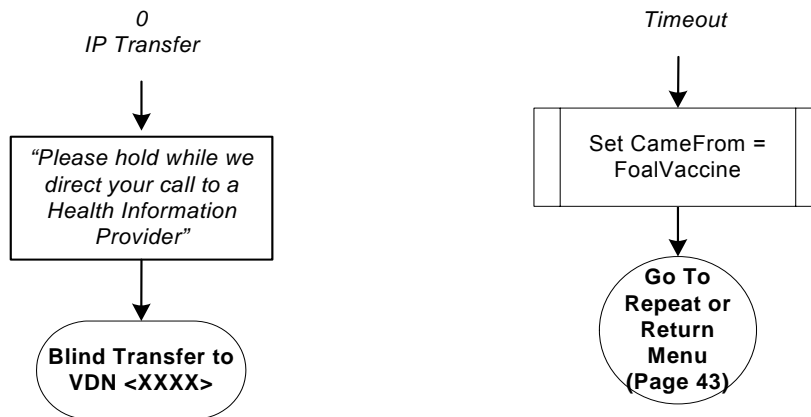 0
IP Transfer
“Please hold while we
direct your call to a
Health Information
Provider”
Blind Transfer to
VDN <XXXX>
Timeout
Set CameFrom =
FoalVaccine
Go To
Repeat or
Return
Menu
(Page 43)